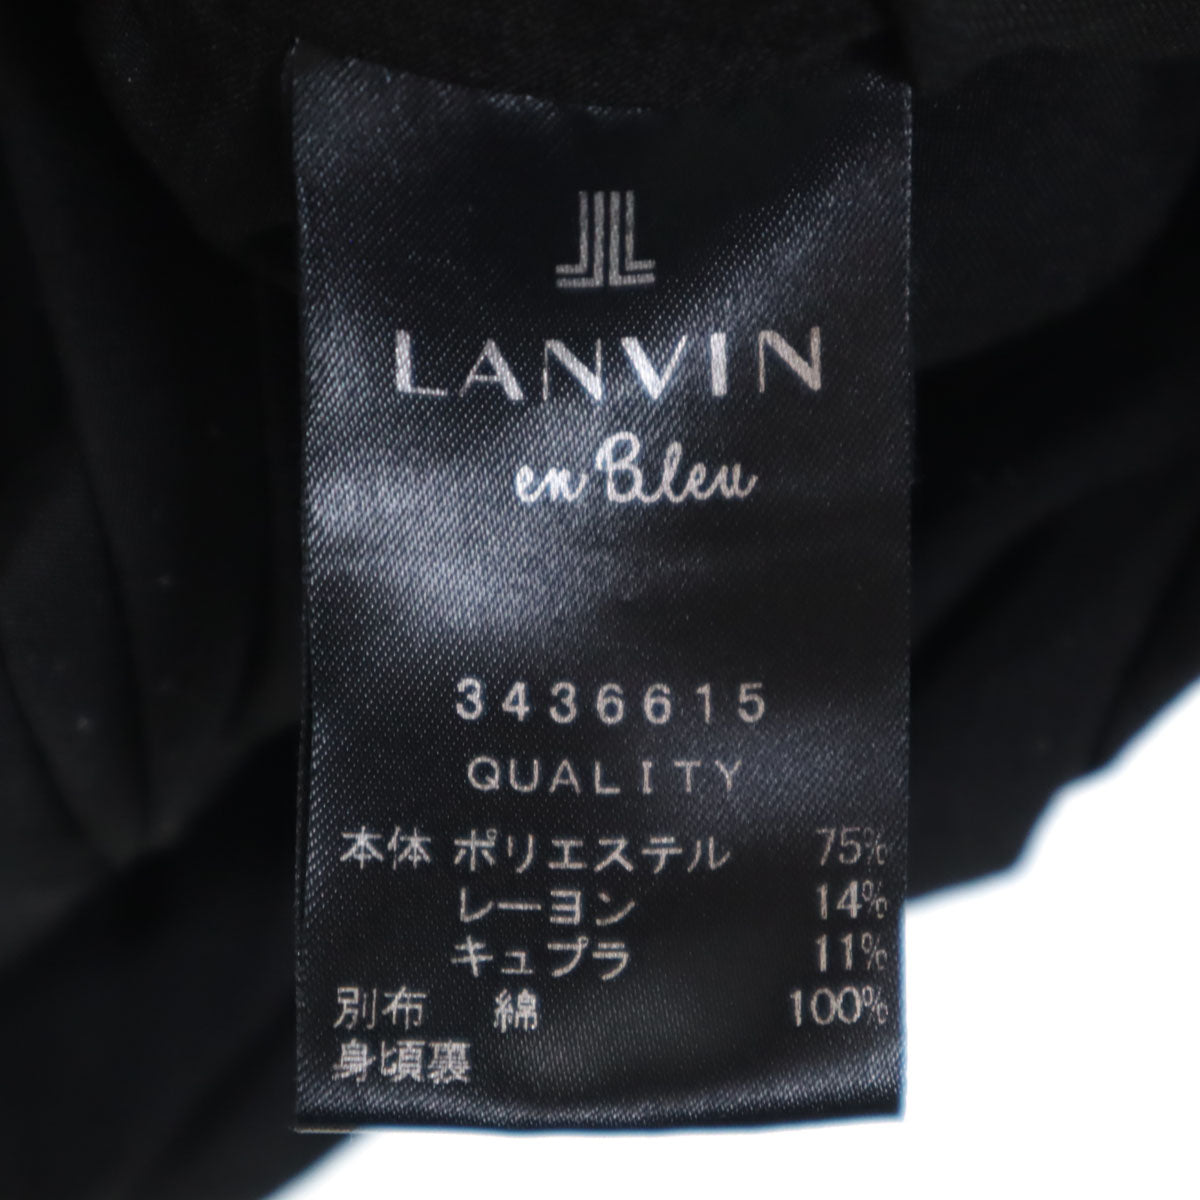 LANVIN
en Bleu
3436615
QUALITY
本体 ポリエステル 75%
レーヨン 14%
キュプラ 11%
別布 綿 100%
身頃裏